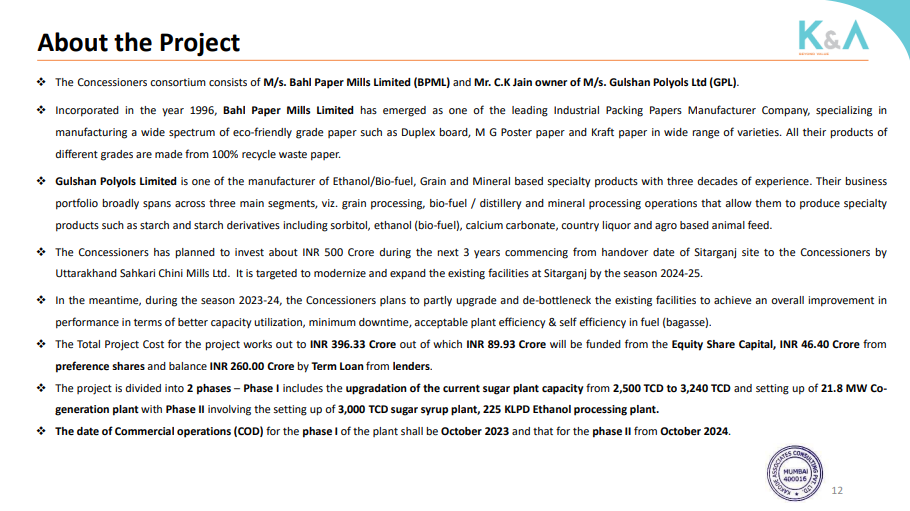 About the Project
K&A
❖ The Concessioners consortium consists of M/s. Bahl Paper Mills Limited (BPML) and Mr. C.K Jain owner of M/s. Gulshan Polyols Ltd (GPL).
❖ Incorporated in the year 1996, Bahl Paper Mills Limited has emerged as one of the leading Industrial Packing Papers Manufacturer Company, specializing in
manufacturing a wide spectrum of eco-friendly grade paper such as Duplex board, M G Poster paper and Kraft paper in wide range of varieties. All their products of
different grades are made from 100% recycle waste paper.
❖ Gulshan Polyols Limited is one of the manufacturer of Ethanol/Bio-fuel, Grain and Mineral based specialty products with three decades of experience. Their business
portfolio broadly spans across three main segments, viz. grain processing, bio-fuel / distillery and mineral processing operations that allow them to produce specialty
products such as starch and starch derivatives including sorbitol, ethanol (bio-fuel), calcium carbonate, country liquor and agro based animal feed.
❖ The Concessioners has planned to invest about INR 500 Crore during the next 3 years commencing from handover date of Sitarganj site to the Concessioners by
Uttarakhand Sahkari Chini Mills Ltd. It is targeted to modernize and expand the existing facilities at Sitarganj by the season 2024-25.
❖ In the meantime, during the season 2023-24, the Concessioners plans to partly upgrade and de-bottleneck the existing facilities to achieve an overall improvement in
performance in terms of better capacity utilization, minimum downtime, acceptable plant efficiency & self efficiency in fuel (bagasse).
❖ The Total Project Cost for the project works out to INR 396.33 Crore out of which INR 89.93 Crore will be funded from the Equity Share Capital, INR 46.40 Crore from
preference shares and balance INR 260.00 Crore by Term Loan from lenders.
❖ The project is divided into 2 phases – Phase I includes the upgradation of the current sugar plant capacity from 2,500 TCD to 3,240 TCD and setting up of 21.8 MW Co-
generation plant with Phase II involving the setting up of 3,000 TCD sugar syrup plant, 225 KLPD Ethanol processing plant.
❖ The date of Commercial operations (COD) for the phase I of the plant shall be October 2023 and that for the phase II from October 2024.
ASSOCIATES CONSULTING PVT. LTD.
MUMBAI
400016
12